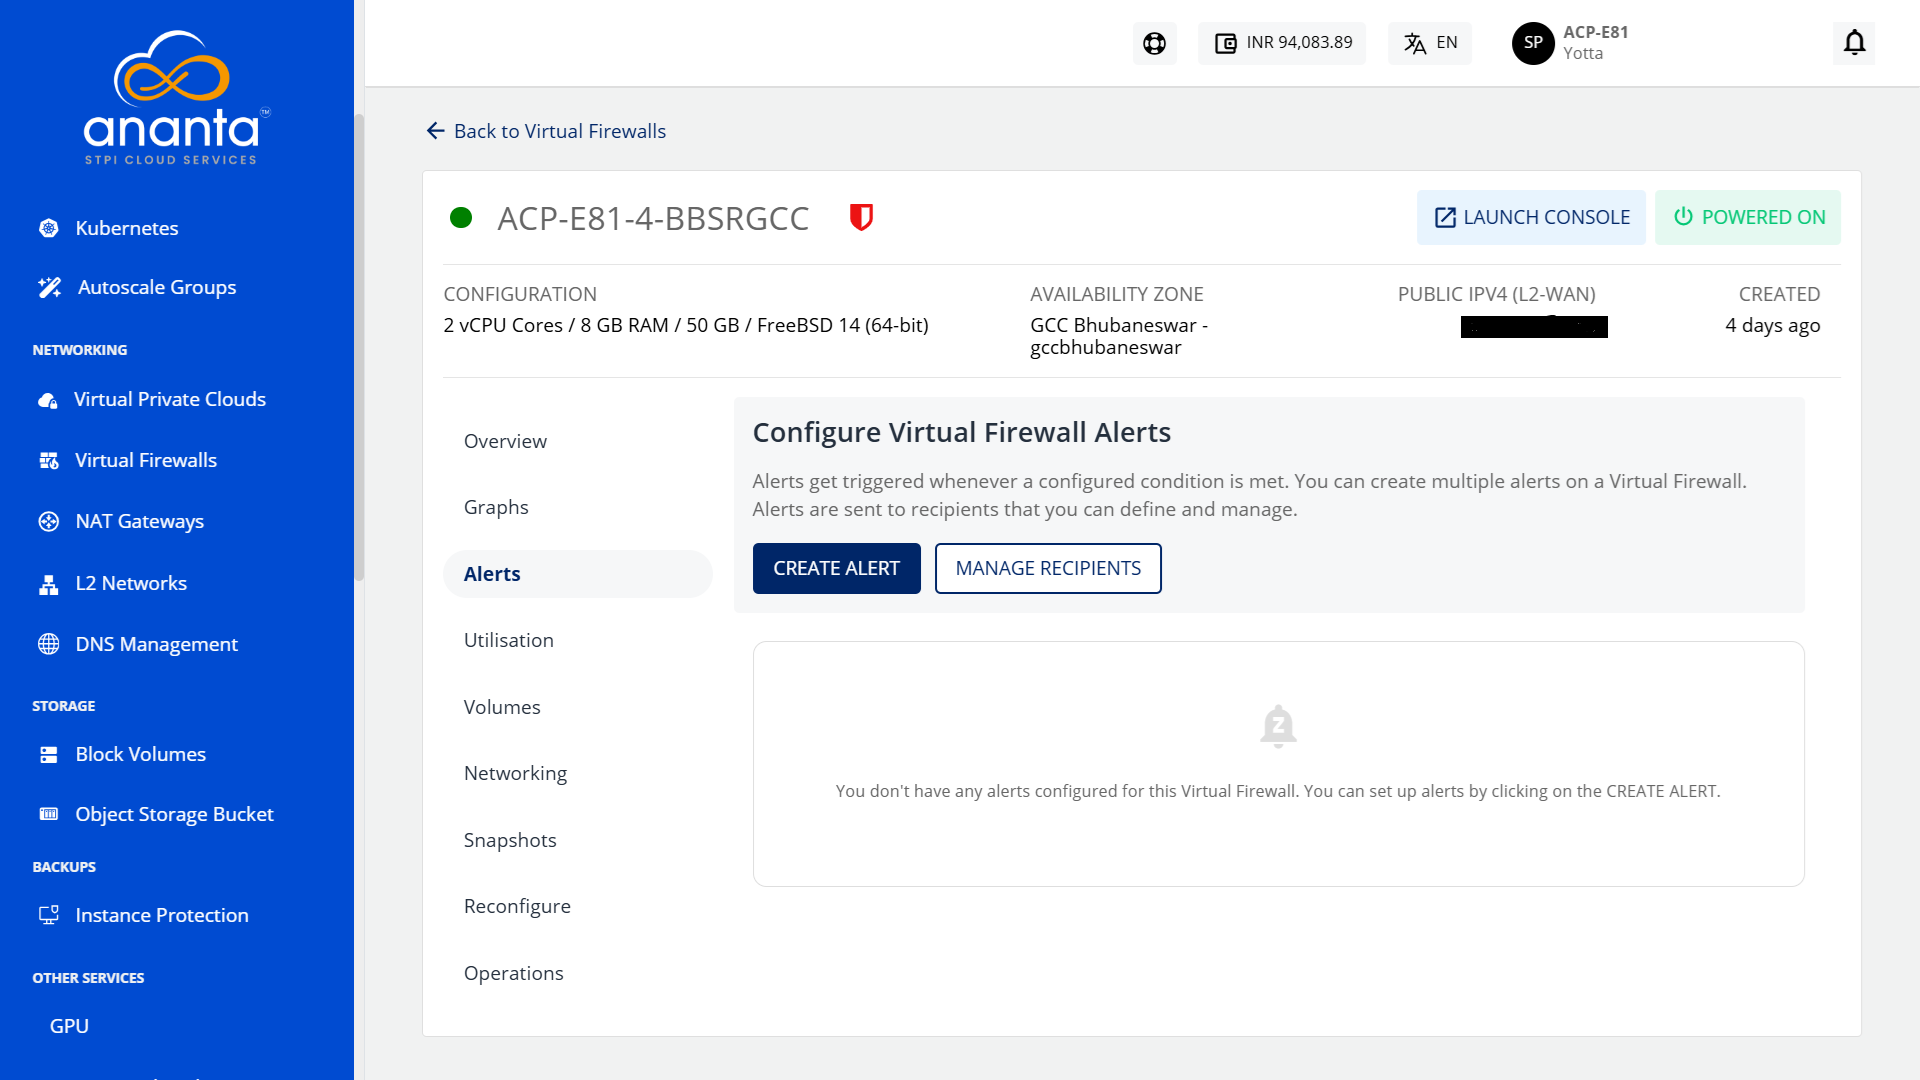 ananta
TM
STPI CLOUD SERVICES
Kubernetes
Autoscale Groups
NETWORKING
Virtual Private Clouds
Virtual Firewalls
NAT Gateways
L2 Networks
DNS Management
STORAGE
Block Volumes
Object Storage Bucket
BACKUPS
Instance Protection
OTHER SERVICES
GPU
INR 94,083.89
EN
SP
ACP-E81
Yotta
Back to Virtual Firewalls
ACP-E81-4-BBSRGCC
LAUNCH CONSOLE
POWERED ON
CONFIGURATION
2 vCPU Cores / 8 GB RAM / 50 GB / FreeBSD 14 (64-bit)
AVAILABILITY ZONE
GCC Bhubaneswar -
gccbhubaneswar
PUBLIC IPV4 (L2-WAN)
CREATED
4 days ago
Overview
Graphs
Alerts
Utilisation
Volumes
Networking
Snapshots
Reconfigure
Operations
Configure Virtual Firewall Alerts
Alerts get triggered whenever a configured condition is met. You can create multiple alerts on a Virtual Firewall.
Alerts are sent to recipients that you can define and manage.
CREATE ALERT
MANAGE RECIPIENTS
Z
You don't have any alerts configured for this Virtual Firewall. You can set up alerts by clicking on the CREATE ALERT.